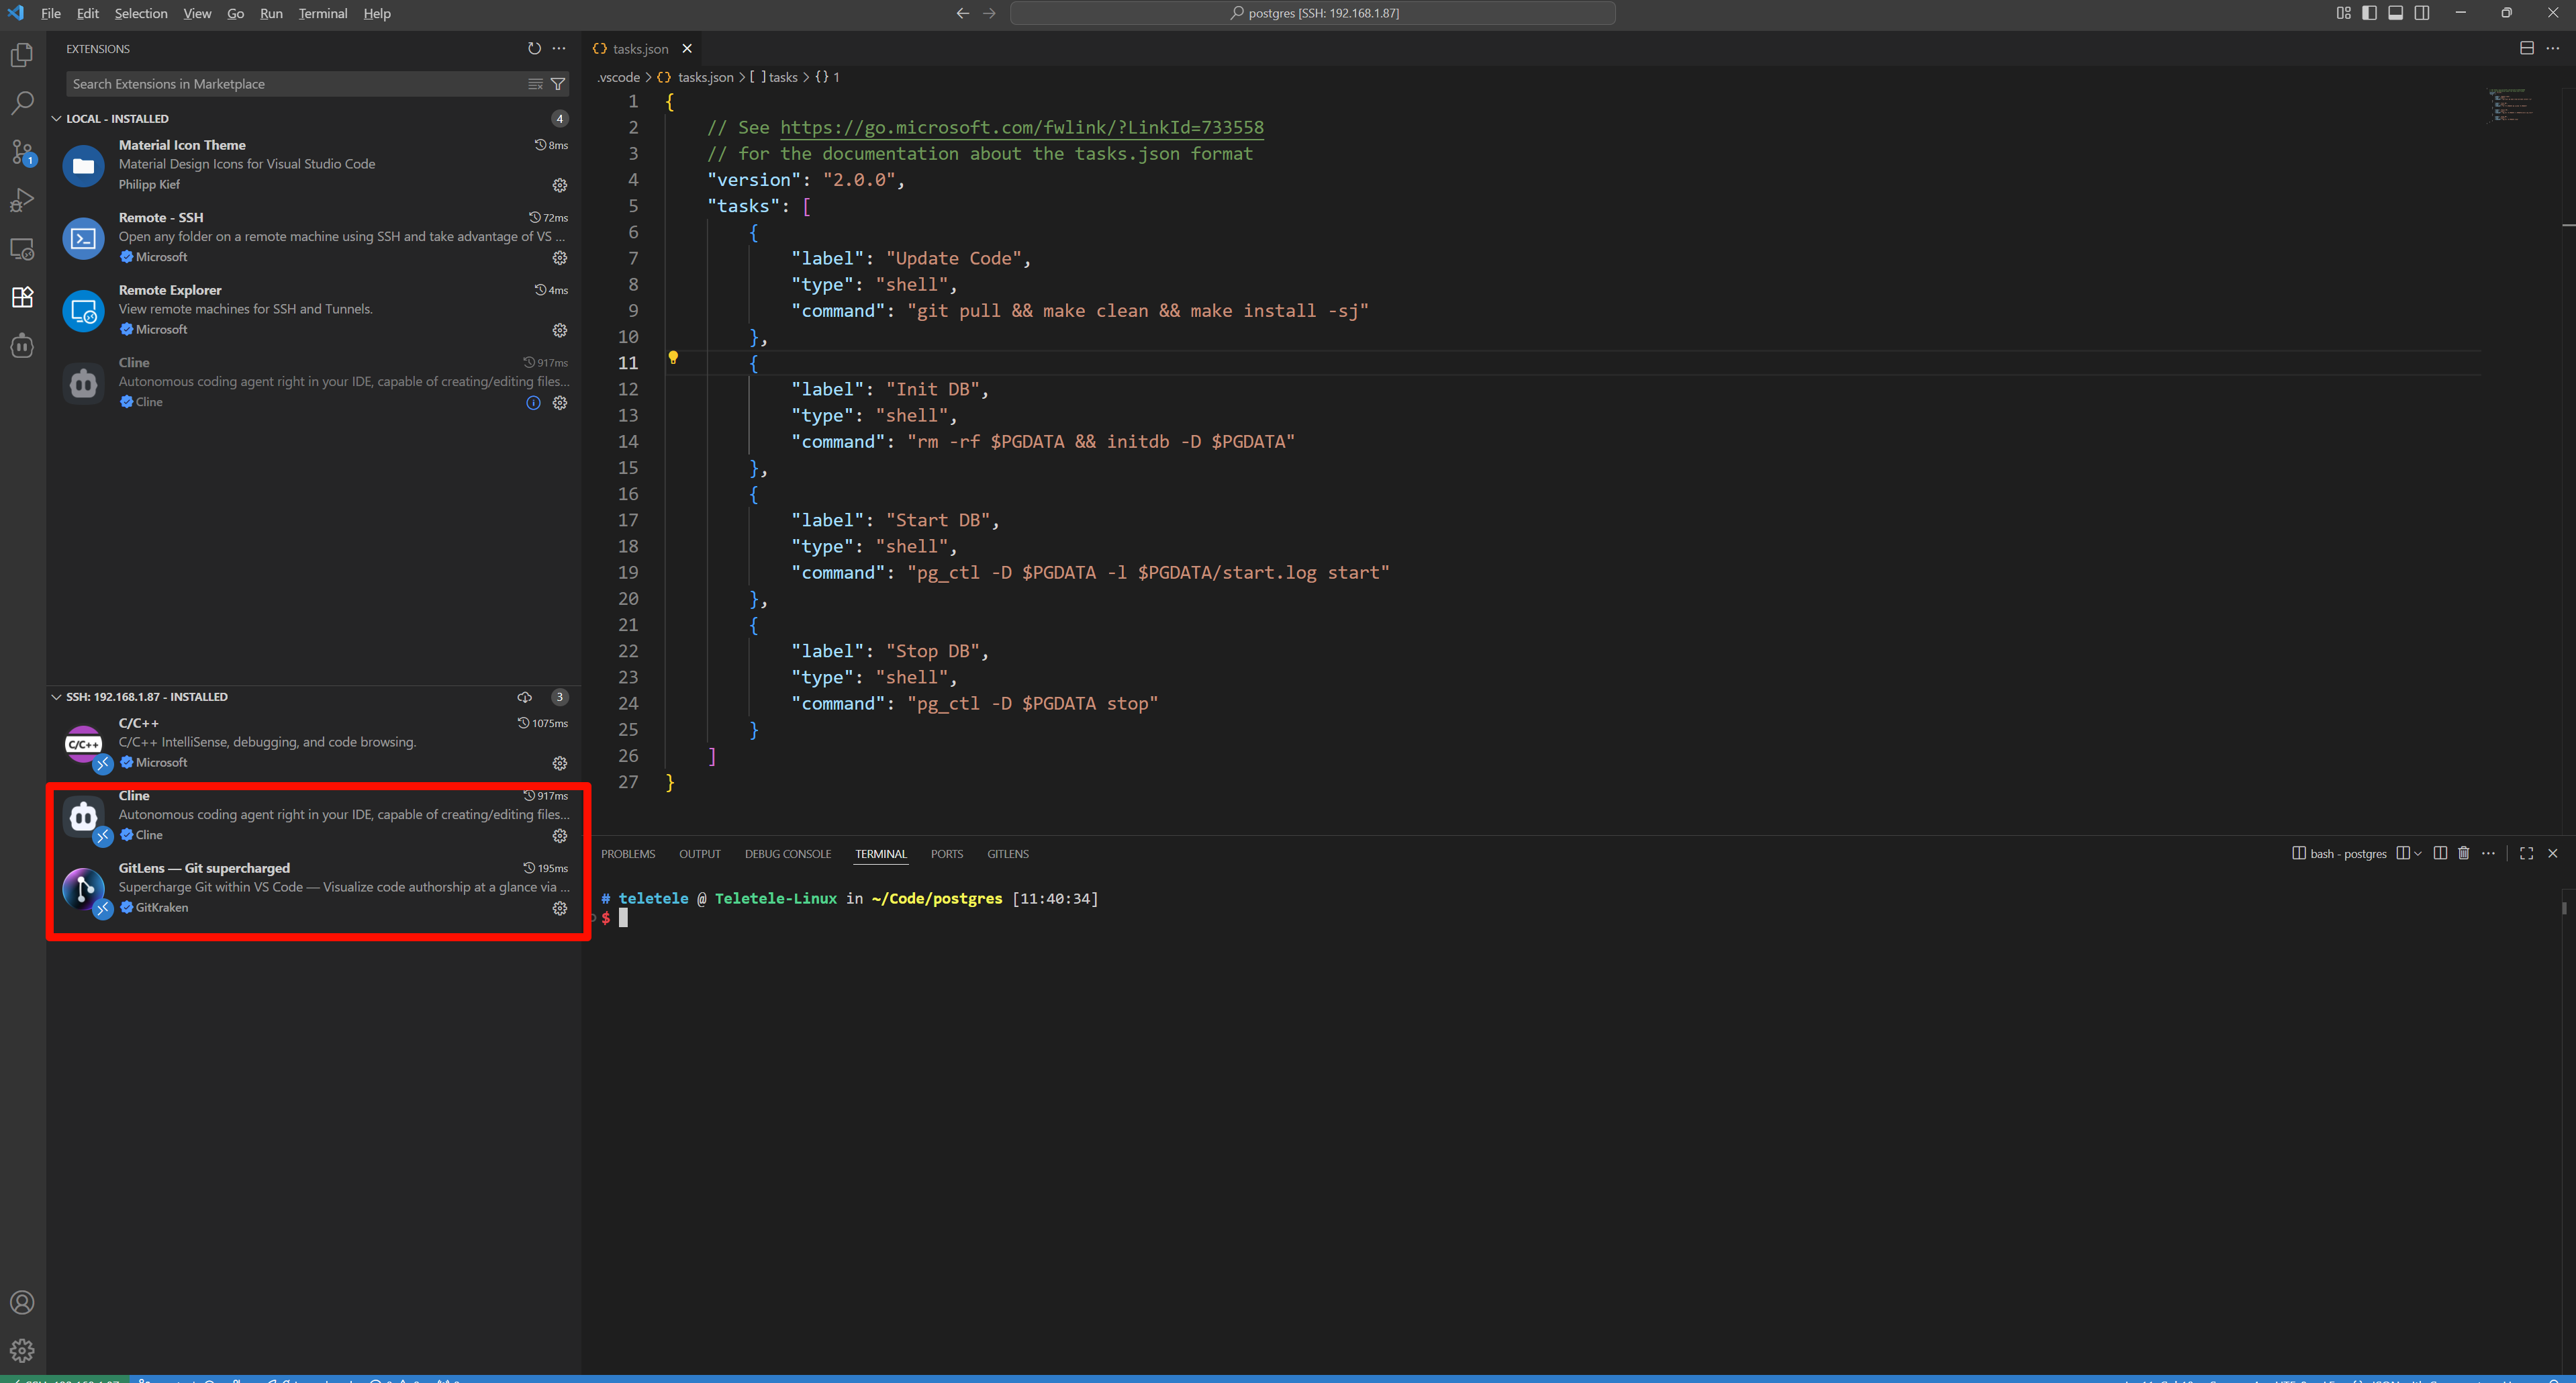 File Edit Selection View Go Run Terminal Help
postgres [SSH: 192.168.1.87]
EXTENSIONS
Search Extensions in Marketplace
LOCAL - INSTALLED 4
Material Icon Theme 8ms
Material Design Icons for Visual Studio Code
Philipp Kief
Remote - SSH 72ms
Open any folder on a remote machine using SSH and take advantage of VS ...
Microsoft
Remote Explorer 4ms
View remote machines for SSH and Tunnels.
Microsoft
Cline 917ms
Autonomous coding agent right in your IDE, capable of creating/editing files...
Cline
SSH: 192.168.1.87 - INSTALLED 3
C/C++ 1075ms
C/C++
C/C++ IntelliSense, debugging, and code browsing.
Microsoft
Cline 917ms
Autonomous coding agent right in your IDE, capable of creating/editing files...
Cline
GitLens — Git supercharged 195ms
Supercharge Git within VS Code — Visualize code authorship at a glance via ...
GitKraken
1
{} tasks.json
.vscode > {} tasks.json > [ ] tasks > {} 1
1 {
2 // See https://go.microsoft.com/fwlink/?LinkId=733558
3 // for the documentation about the tasks.json format
4 "version": "2.0.0",
5 "tasks": [
6 {
7 "label": "Update Code",
8 "type": "shell",
9 "command": "git pull && make clean && make install -sj"
10 },
11 {
12 "label": "Init DB",
13 "type": "shell",
14 "command": "rm -rf $PGDATA && initdb -D $PGDATA"
15 },
16 {
17 "label": "Start DB",
18 "type": "shell",
19 "command": "pg_ctl -D $PGDATA -l $PGDATA/start.log start"
20 },
21 {
22 "label": "Stop DB",
23 "type": "shell",
24 "command": "pg_ctl -D $PGDATA stop"
25 }
26 ]
27 }
PROBLEMS OUTPUT DEBUG CONSOLE TERMINAL PORTS GITLENS
bash - postgres
# teletele @ Teletele-Linux in ~/Code/postgres [11:40:34]
$